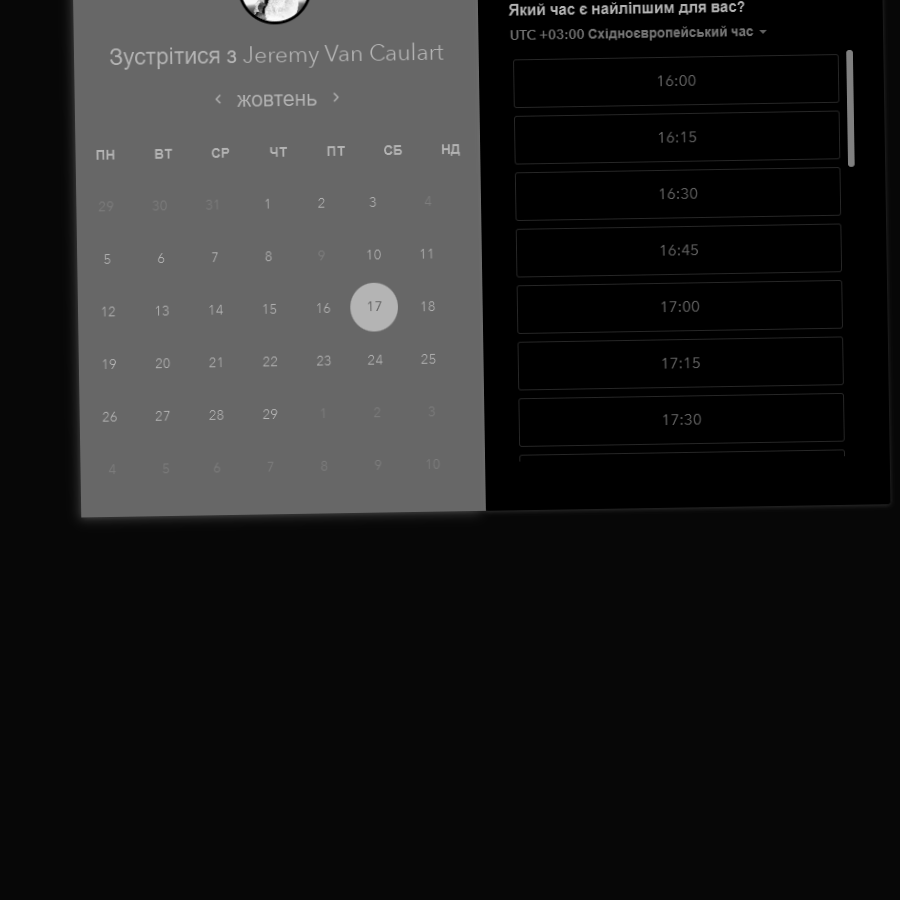 Зустрітися з Jeremy Van Caulart
‹ жовтень ›
ПН ВТ СР ЧТ ПТ СБ НД
29 30 31 1 2 3 4
5 6 7 8 9 10 11
12 13 14 15 16 17 18
19 20 21 22 23 24 25
26 27 28 29 1 2 3
4 5 6 7 8 9 10
Який час є найліпшим для вас?
UTC +03:00 Східноєвропейський час
16:00
16:15
16:30
16:45
17:00
17:15
17:30